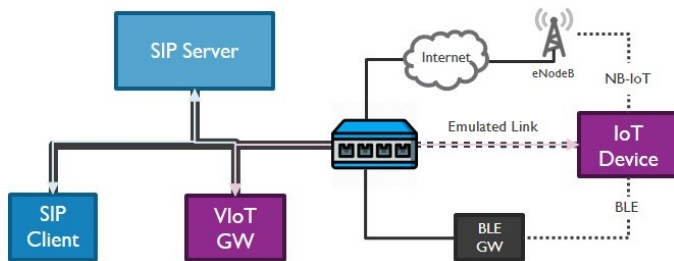 SIP Server
Internet
eNodeB
NB-IoT
Emulated Link
IoT
Device
SIP
Client
VIoT
GW
BLE
GW
BLE